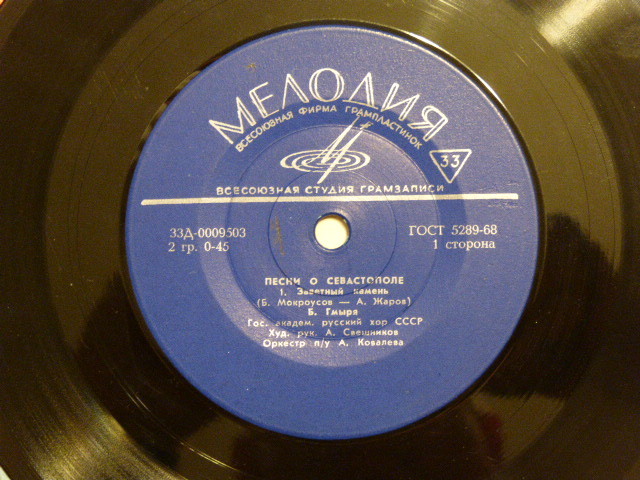 МЕЛОДИЯ
ВСЕСОЮЗНАЯ ФИРМА ГРАМПЛАСТИНОК
33
ВСЕСОЮЗНАЯ СТУДИЯ ГРАМЗАПИСИ
33Д-0009503 ГОСТ 5289-68
2 гр. 0-45 1 сторона
ПЕСНИ О СЕВАСТОПОЛЕ
1. Заветный камень
(Б. Мокроусов — А. Жаров)
Б. Гмыря
Гос. академ. русский хор СССР
Худ. рук. А. Свешников
Оркестр п/у А. Ковалева